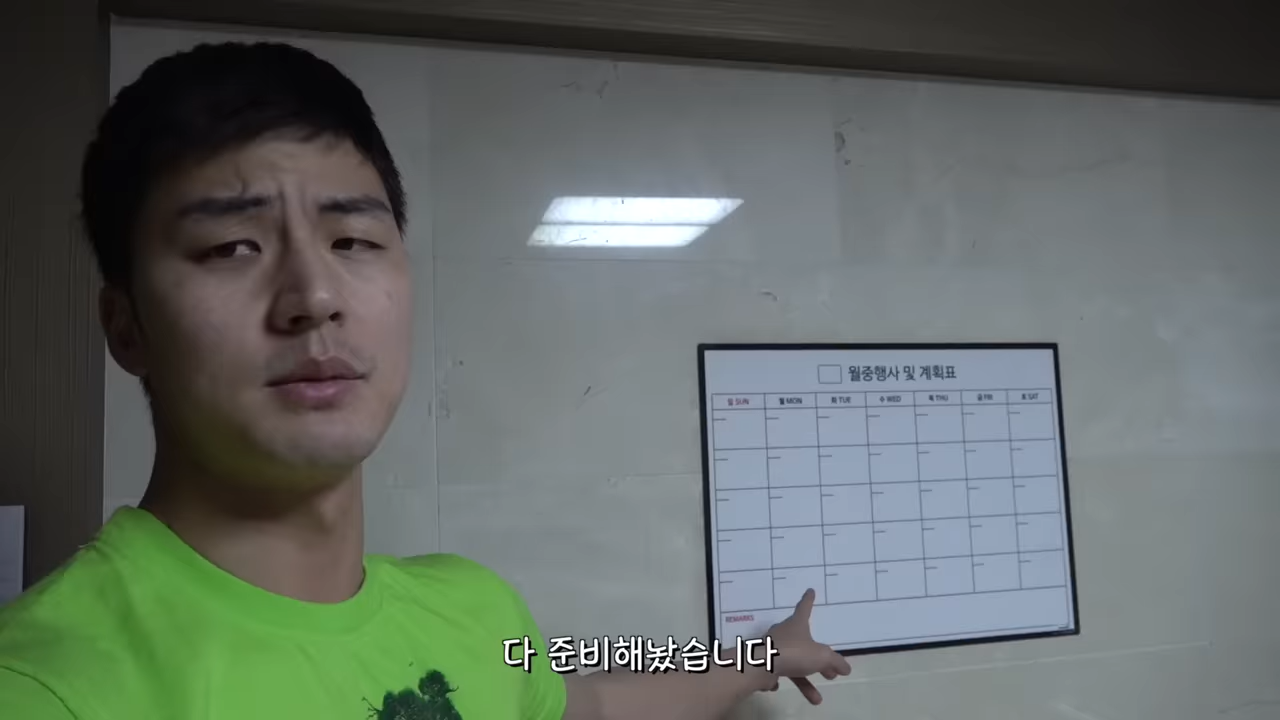 월중행사 및 계획표
일 SUN 월 MON 화 TUE 수 WED 목 THU 금 FRI 토 SAT
REMARKS
다 준비해놨습니다